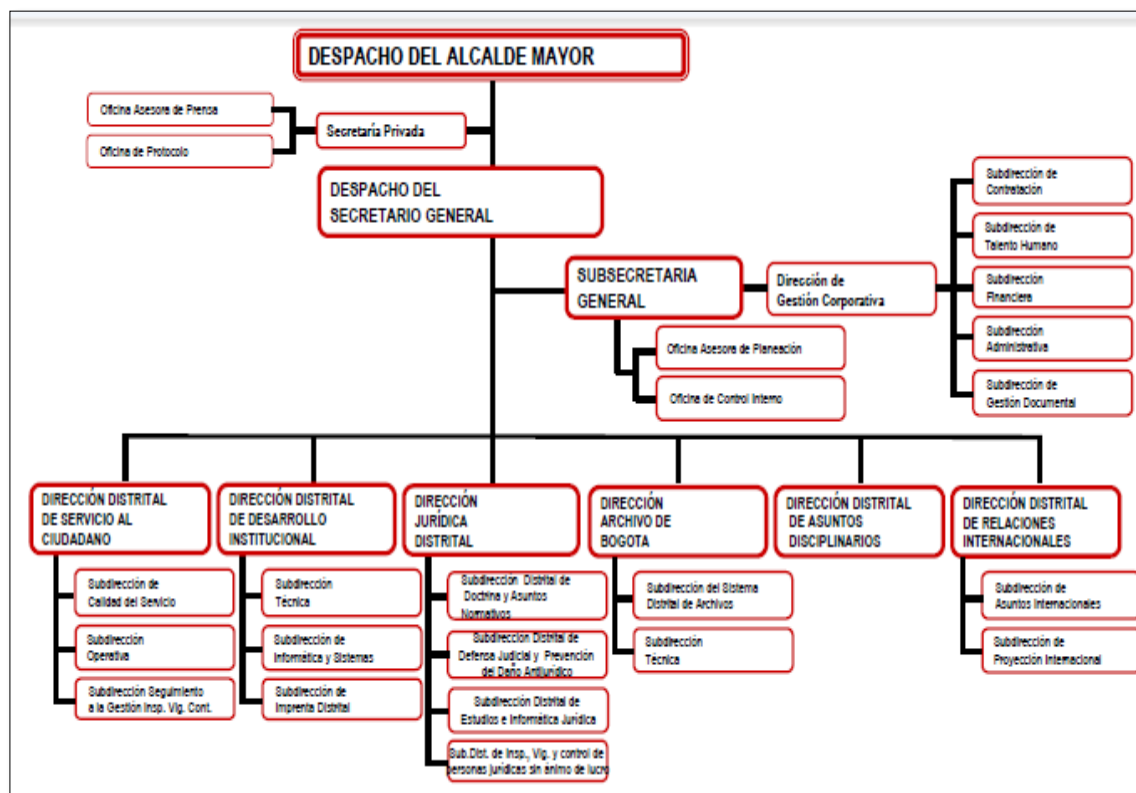 DESPACHO DEL ALCALDE MAYOR
Oficina Asesora de Prensa
Oficina de Protocolo
Secretaría Privada
DESPACHO DEL
SECRETARIO GENERAL
SUBSECRETARIA
GENERAL
Dirección de
Gestión Corporativa
Subdirección de
Contratación
Subdirección de
Talento Humano
Subdirección
Financiera
Subdirección
Administrativa
Subdirección de
Gestión Documental
Oficina Asesora de Planeación
Oficina de Control Interno
DIRECCIÓN DISTRITAL
DE SERVICIO AL
CIUDADANO
Subdirección de
Calidad del Servicio
Subdirección
Operativa
Subdirección Seguimiento
a la Gestión Insp. Vig. Cont.
DIRECCIÓN DISTRITAL
DE DESARROLLO
INSTITUCIONAL
Subdirección
Técnica
Subdirección de
Informática y Sistemas
Subdirección de
Imprenta Distrital
DIRECCIÓN
JURÍDICA
DISTRITAL
Subdirección Distrital de
Doctrina y Asuntos
Normativos
Subdirección Distrital de
Defensa Judicial y Prevención
del Daño Antijurídico
Subdirección Distrital de
Estudios e Informática Jurídica
Sub.Dist. de Insp., Vig. y control de
personas jurídicas sin ánimo de lucro
DIRECCIÓN
ARCHIVO DE
BOGOTA
Subdirección del Sistema
Distrital de Archivos
Subdirección
Técnica
DIRECCIÓN DISTRITAL
DE ASUNTOS
DISCIPLINARIOS
DIRECCIÓN DISTRITAL
DE RELACIONES
INTERNACIONALES
Subdirección de
Asuntos Internacionales
Subdirección de
Proyección Internacional